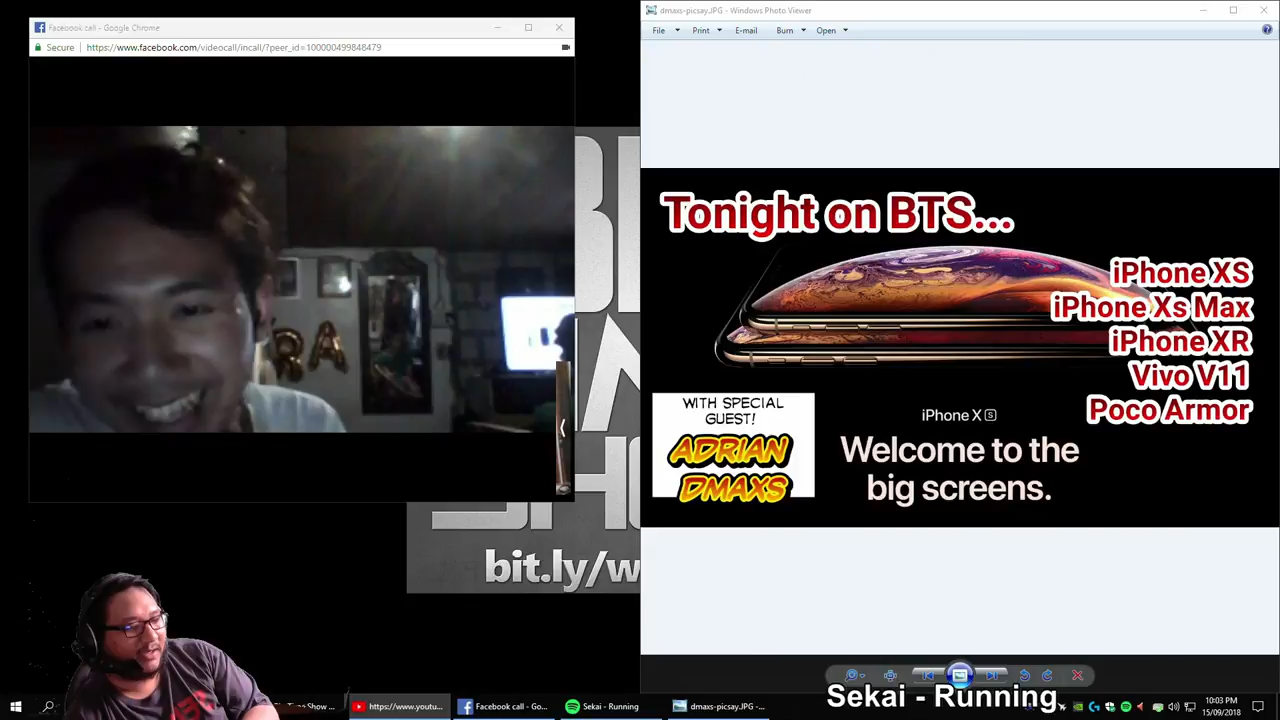 Facebook call - Google Chrome
Secure
https://www.facebook.com/videocall/incall/?peer_id=100000499848479
RA
bit.ly/w
dmaxs-picsay.JPG - Windows Photo Viewer
File
Print
E-mail
Burn
Open
Tonight on BTS...
iPhone XS
iPhone Xs Max
iPhone XR
Vivo V11
Poco Armor
WITH SPECIAL
GUEST!
ADRIAN
DMAXS
iPhone XS
Welcome to the
big screens.
Sekai - Running
Show ...
https://www.youtu...
Facebook call - Go...
Sekai - Running
dmaxs-picsay.JPG -...
10:03 PM
15/09/2018